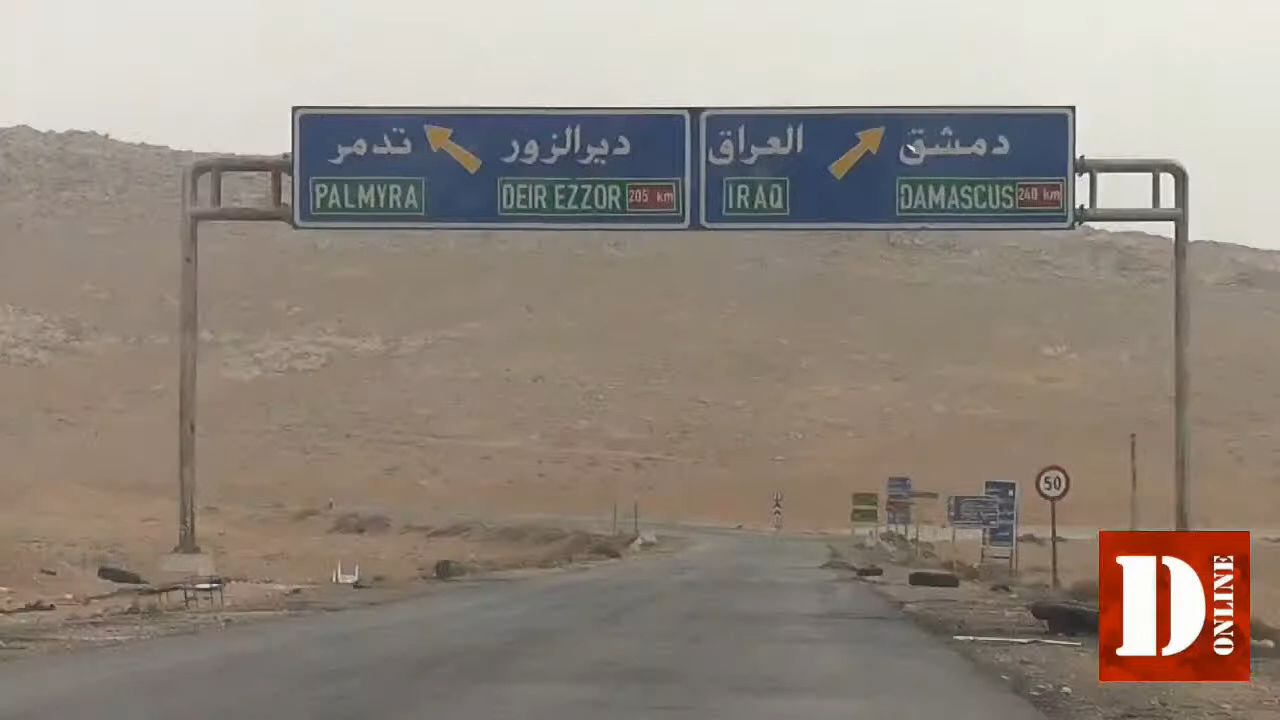 تدمر
ديرالزور
PALMYRA
DEIR EZZOR 205 km
العراق
دمشق
IRAQ
DAMASCUS 240 km
50
D
ONLINE